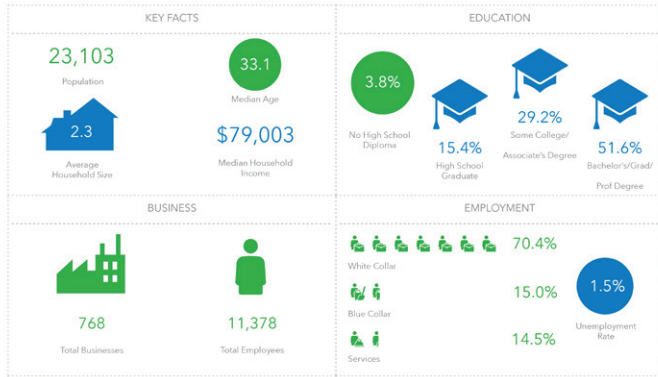 KEY FACTS
23,103
Population
33.1
Median Age
2.3
Average
Household Size
$79,003
Median Household
Income
EDUCATION
3.8%
No High School
Diploma
15.4%
High School
Graduate
29.2%
Some College/
Associate's Degree
51.6%
Bachelor's/Grad/
Prof Degree
BUSINESS
768
Total Businesses
11,378
Total Employees
EMPLOYMENT
70.4%
White Collar
15.0%
Blue Collar
14.5%
Services
1.5%
Unemployment
Rate